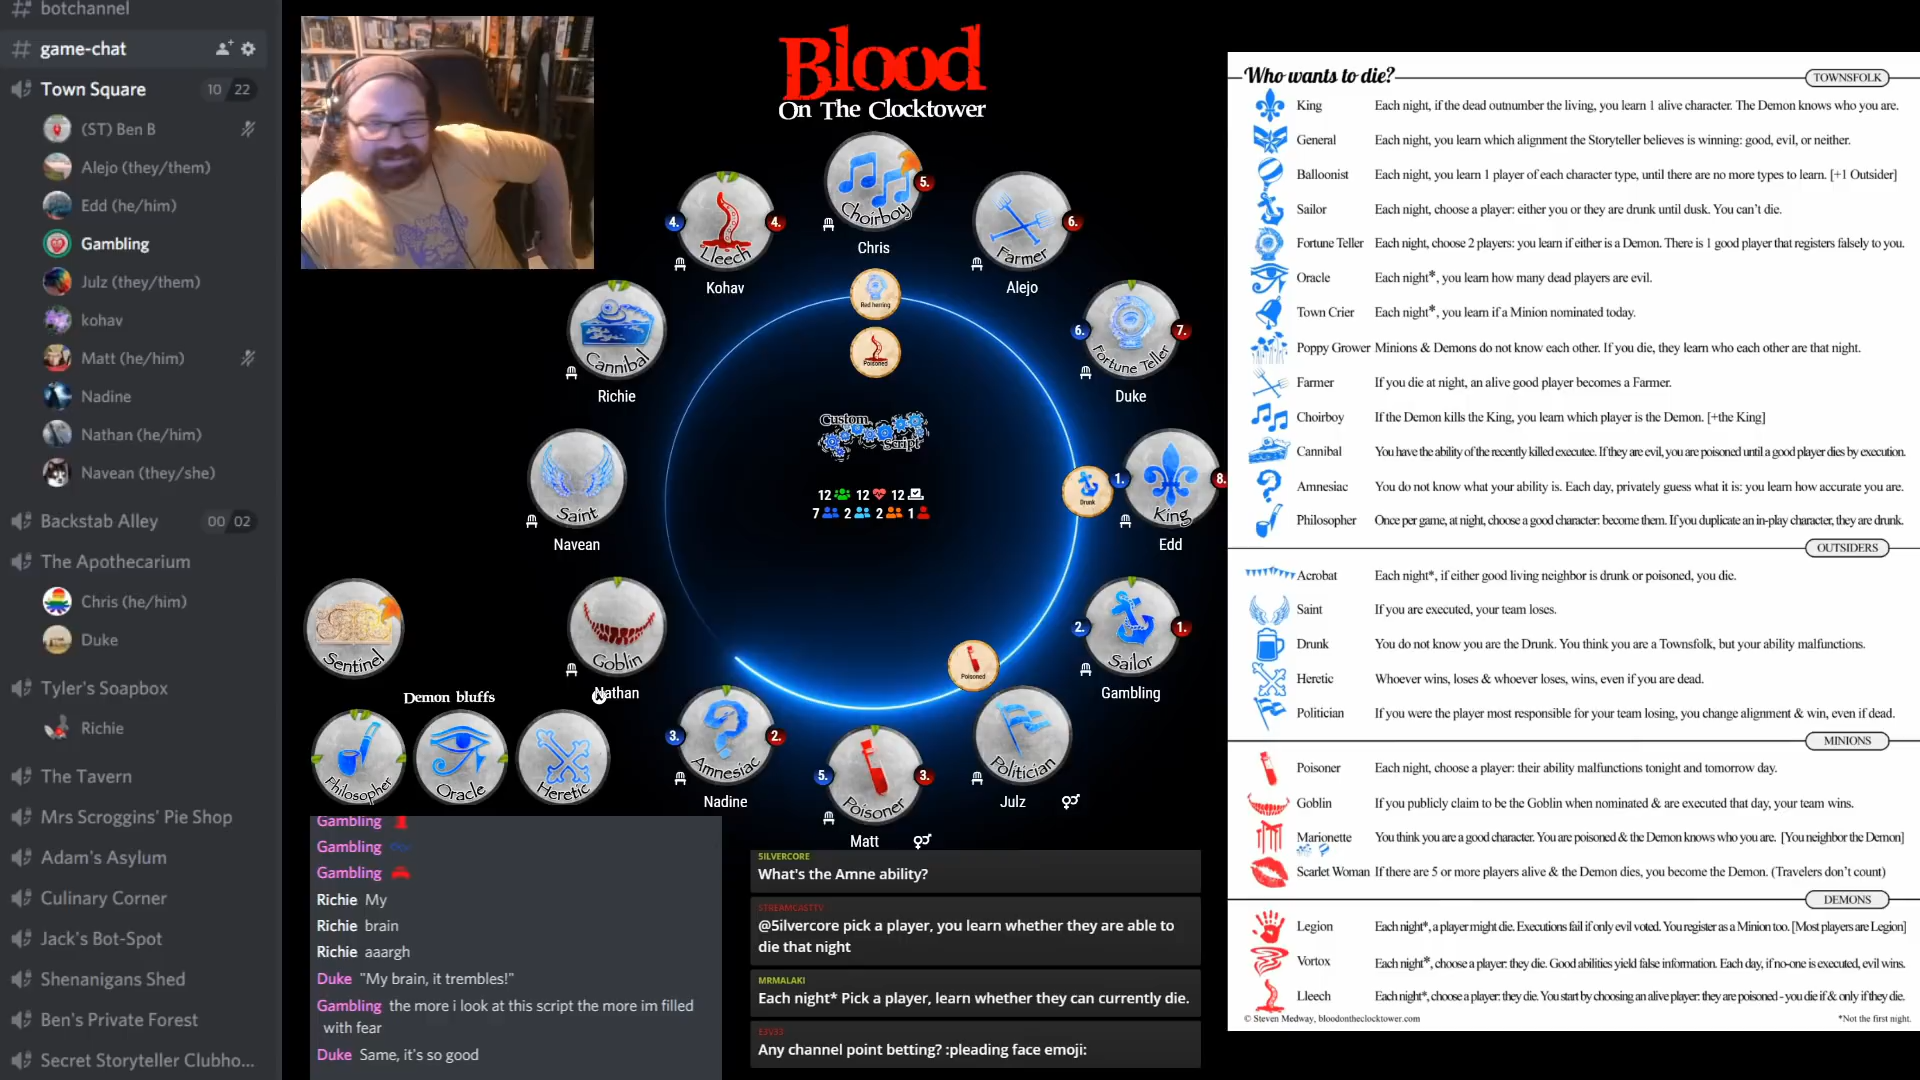 botchannel
game-chat
Town Square 10 22
(ST) Ben B
Alejo (they/them)
Edd (he/him)
Gambling
Julz (they/them)
kohav
Matt (he/him)
Nadine
Nathan (he/him)
Navean (they/she)
Backstab Alley 00 02
The Apothecarium
Chris (he/him)
Duke
Tyler's Soapbox
Richie
The Tavern
Mrs Scroggins' Pie Shop
Adam's Asylum
Culinary Corner
Jack's Bot-Spot
Shenanigans Shed
Ben's Private Forest
Secret Storyteller Clubho...
Blood
On The Clocktower
Choirboy
5.
Chris
4.
Lleech
4.
Kohav
Farmer
6.
Alejo
Red herring
Poisoned
Cannibal
Richie
6.
Fortune Teller
7.
Duke
Custom
Script
12 12 12
7 2 2 1
Saint
Navean
Drunk
1.
King
8.
Edd
Sentinel
Goblin
Nathan
Poisoned
2.
Sailor
1.
Gambling
Demon bluffs
Philosopher
Oracle
Heretic
3.
Amnesiac
2.
Nadine
5.
Poisoner
3.
Matt
Politician
Julz
Gambling
Gambling
Gambling
Richie My
Richie brain
Richie aaargh
Duke "My brain, it trembles!"
Gambling the more i look at this script the more im filled
with fear
Duke Same, it's so good
5ILVERCORE
What's the Amne ability?
STREAMCASTTV
@5ilvercore pick a player, you learn whether they are able to
die that night
MRMALAKI
Each night* Pick a player, learn whether they can currently die.
Any channel point betting? :pleading face emoji:
Who wants to die?
TOWNSFOLK
King Each night, if the dead outnumber the living, you learn 1 alive character. The Demon knows who you are.
General Each night, you learn which alignment the Storyteller believes is winning: good, evil, or neither.
Balloonist Each night, you learn 1 player of each character type, until there are no more types to learn. [+1 Outsider]
Sailor Each night, choose a player: either you or they are drunk until dusk. You can't die.
Fortune Teller Each night, choose 2 players: you learn if either is a Demon. There is 1 good player that registers falsely to you.
Oracle Each night*, you learn how many dead players are evil.
Town Crier Each night*, you learn if a Minion nominated today.
Poppy Grower Minions & Demons do not know each other. If you die, they learn who each other are that night.
Farmer If you die at night, an alive good player becomes a Farmer.
Choirboy If the Demon kills the King, you learn which player is the Demon. [+the King]
Cannibal You have the ability of the recently killed executee. If they are evil, you are poisoned until a good player dies by execution.
Amnesiac You do not know what your ability is. Each day, privately guess what it is: you learn how accurate you are.
Philosopher Once per game, at night, choose a good character: become them. If you duplicate an in-play character, they are drunk.
OUTSIDERS
Acrobat Each night*, if either good living neighbor is drunk or poisoned, you die.
Saint If you are executed, your team loses.
Drunk You do not know you are the Drunk. You think you are a Townsfolk, but your ability malfunctions.
Heretic Whoever wins, loses & whoever loses, wins, even if you are dead.
Politician If you were the player most responsible for your team losing, you change alignment & win, even if dead.
MINIONS
Poisoner Each night, choose a player: their ability malfunctions tonight and tomorrow day.
Goblin If you publicly claim to be the Goblin when nominated & are executed that day, your team wins.
Marionette You think you are a good character. You are poisoned & the Demon knows who you are. [You neighbor the Demon]
Scarlet Woman If there are 5 or more players alive & the Demon dies, you become the Demon. (Travelers don't count)
DEMONS
Legion Each night*, a player might die. Executions fail if only evil voted. You register as a Minion too. [Most players are Legion]
Vortox Each night*, choose a player: they die. Good abilities yield false information. Each day, if no-one is executed, evil wins.
Lleech Each night*, choose a player: they die. You start by choosing an alive player: they are poisoned - you die if & only if they die.
© Steven Medway, bloodontheclocktower.com *Not the first night.